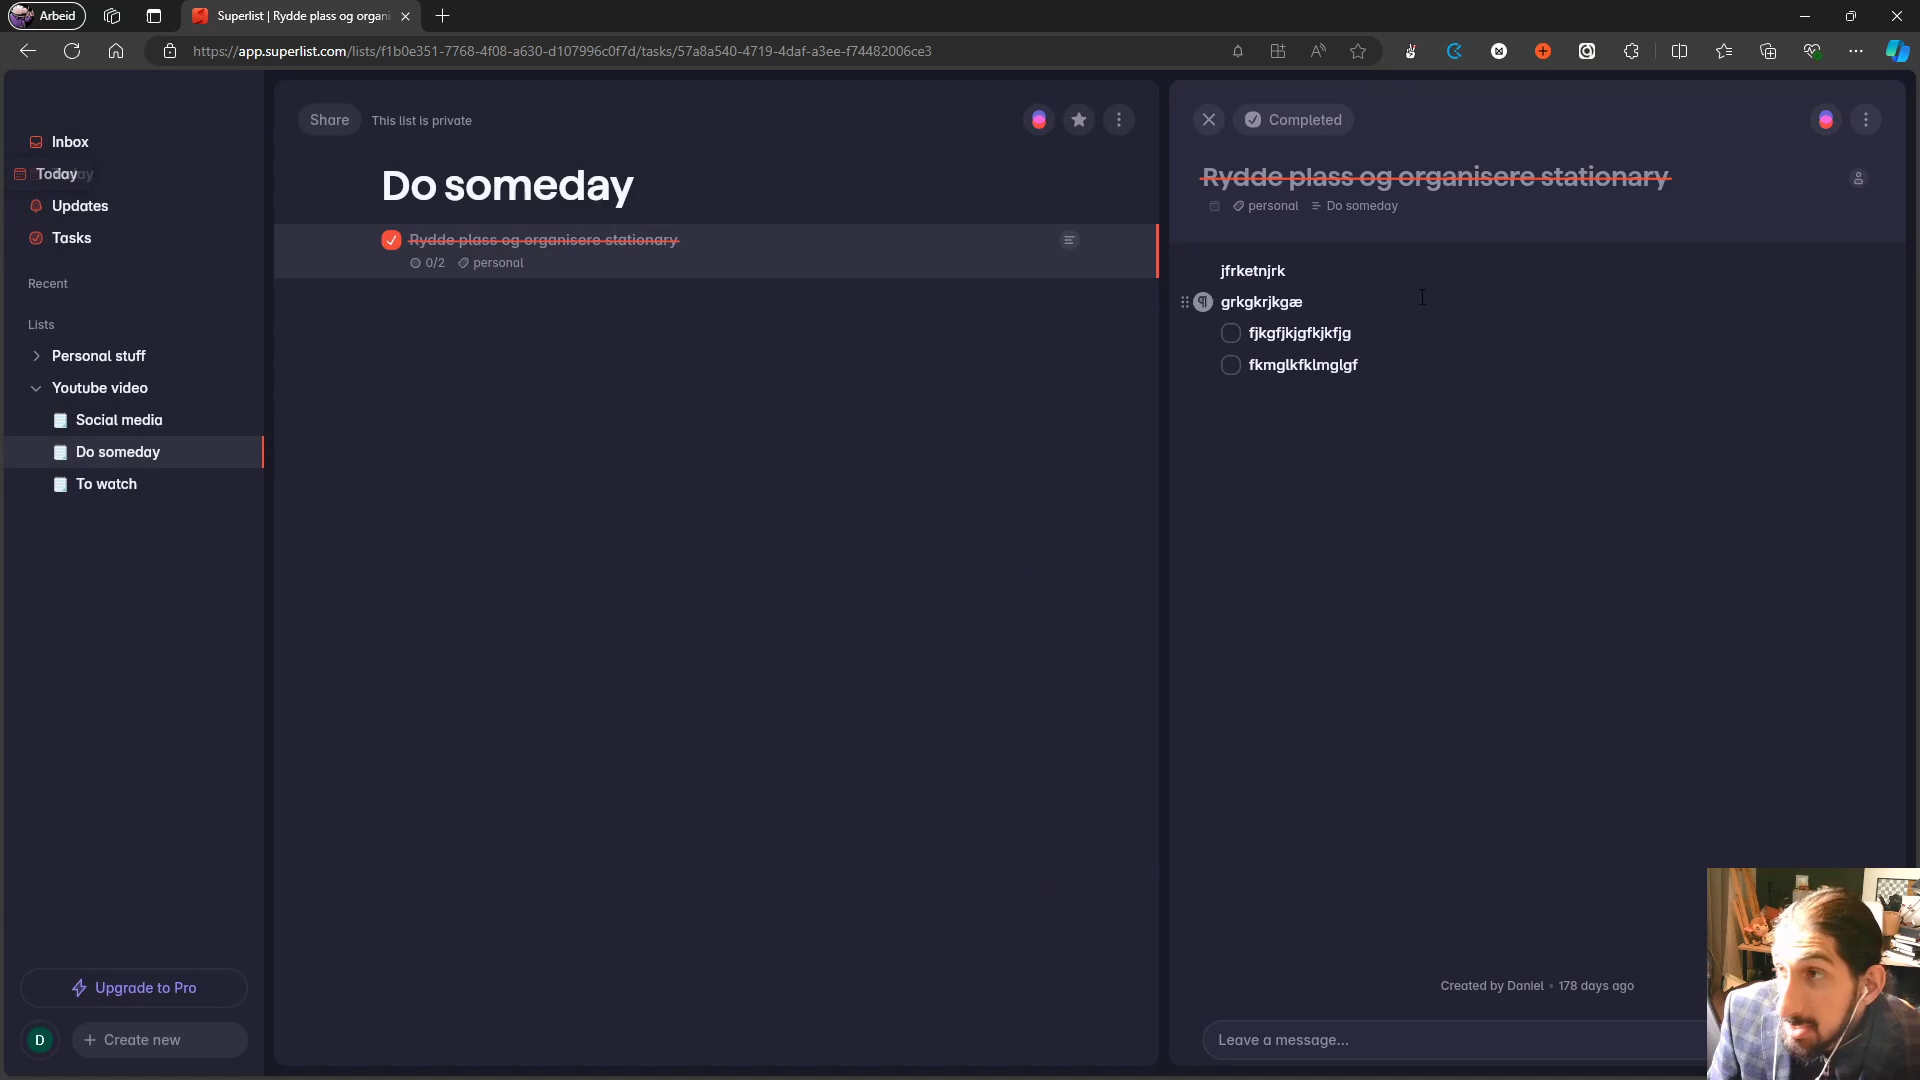 Arbeid
Superlist | Rydde plass og organi
https://app.superlist.com/lists/f1b0e351-7768-4f08-a630-d107996c0f7d/tasks/57a8a540-4719-4daf-a3ee-f74482006ce3
Inbox
Today
Updates
Tasks
Recent
Lists
Personal stuff
Youtube video
Social media
Do someday
To watch
Upgrade to Pro
D
+ Create new
Share
This list is private
Do someday
Rydde plass og organisere stationary
0/2
personal
Completed
Rydde plass og organisere stationary
personal
Do someday
jfrketnjrk
grkgkrjkgæ
fjkgfjkjgfkjkfjg
fkmglkfklmglgf
Created by Daniel • 178 days ago
Leave a message...